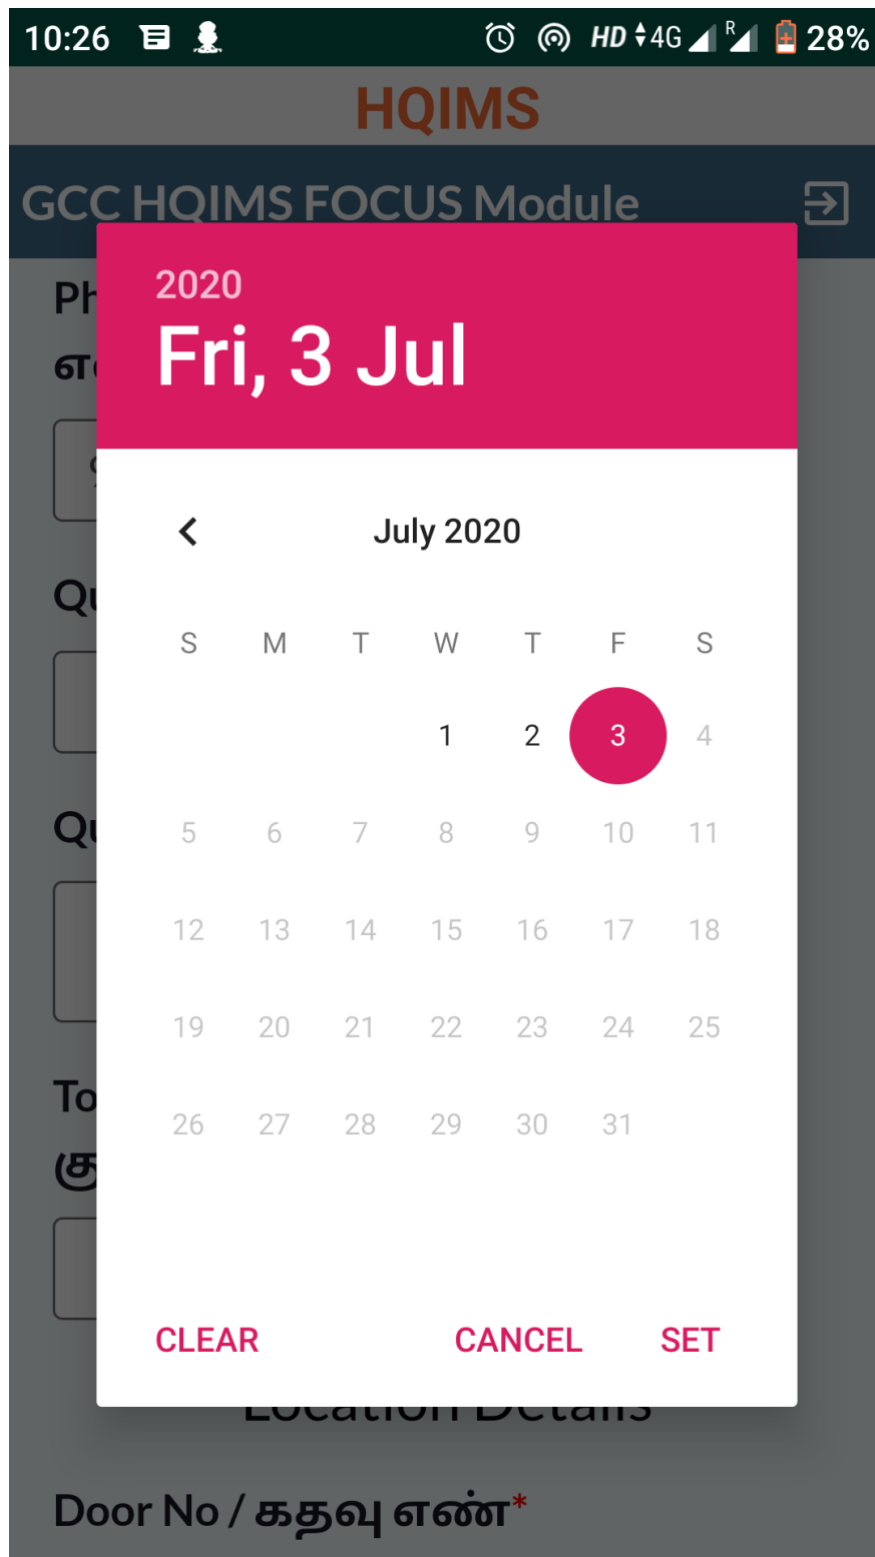 10:26 HD 4G R 28%
HQIMS
GCC HQIMS FOCUS Module
2020
Fri, 3 Jul
July 2020
S M T W T F S
1 2 3 4
5 6 7 8 9 10 11
12 13 14 15 16 17 18
19 20 21 22 23 24 25
26 27 28 29 30 31
CLEAR CANCEL SET
Location Details
Door No / கதவு எண்*